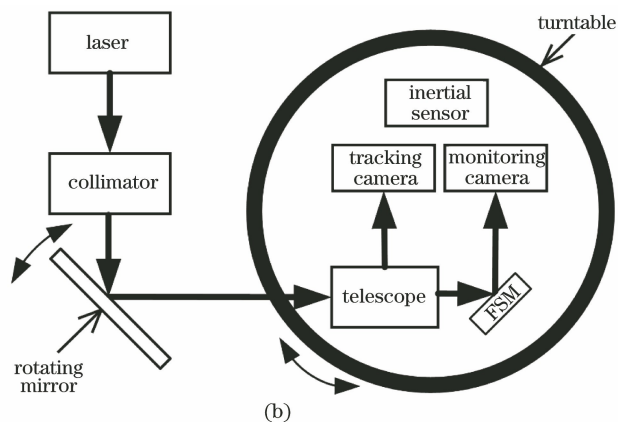 laser
turntable
inertial
sensor
collimator
tracking
camera
monitoring
camera
telescope
FSM
rotating
mirror
(b)